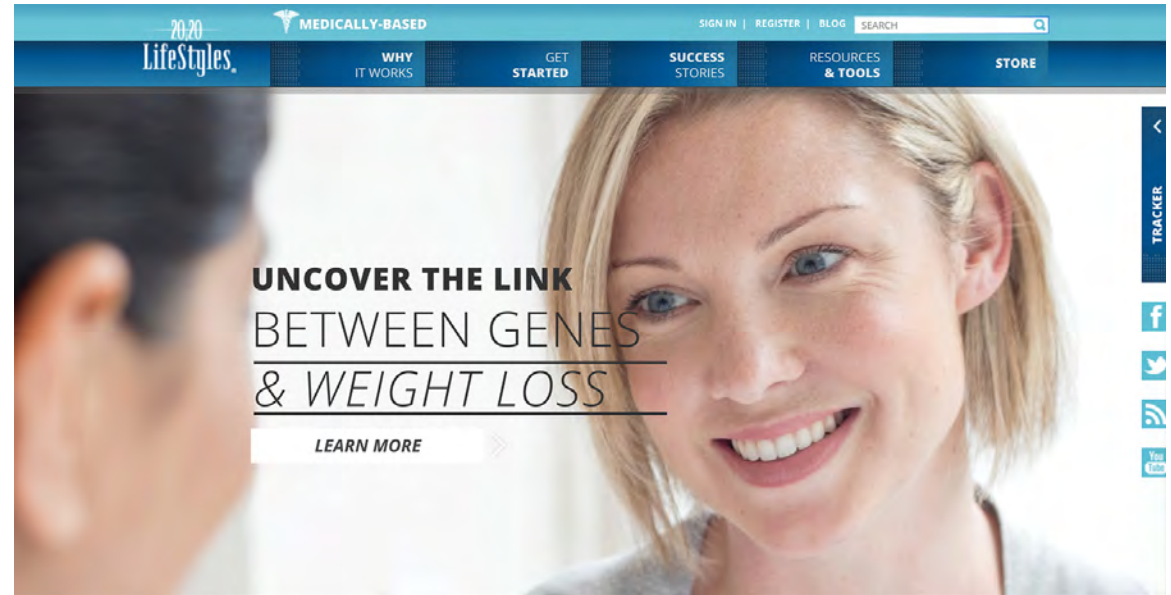 20/20
LifeStyles®
MEDICALLY-BASED
SIGN IN | REGISTER | BLOG SEARCH
WHY
IT WORKS
GET
STARTED
SUCCESS
STORIES
RESOURCES
& TOOLS
STORE
TRACKER
UNCOVER THE LINK
BETWEEN GENES
& WEIGHT LOSS
LEARN MORE
You
Tube